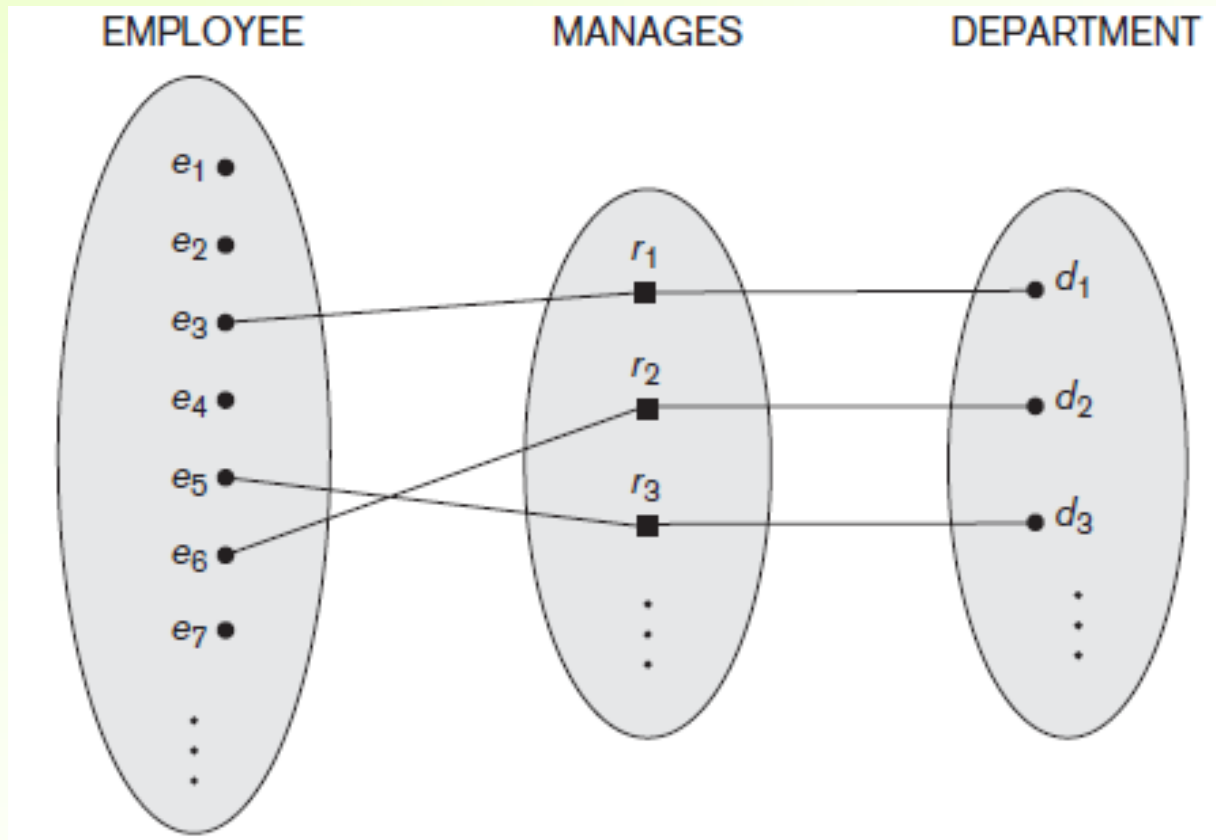 EMPLOYEE MANAGES DEPARTMENT
e1
e2
e3
e4
e5
e6
e7
r1
r2
r3
d1
d2
d3